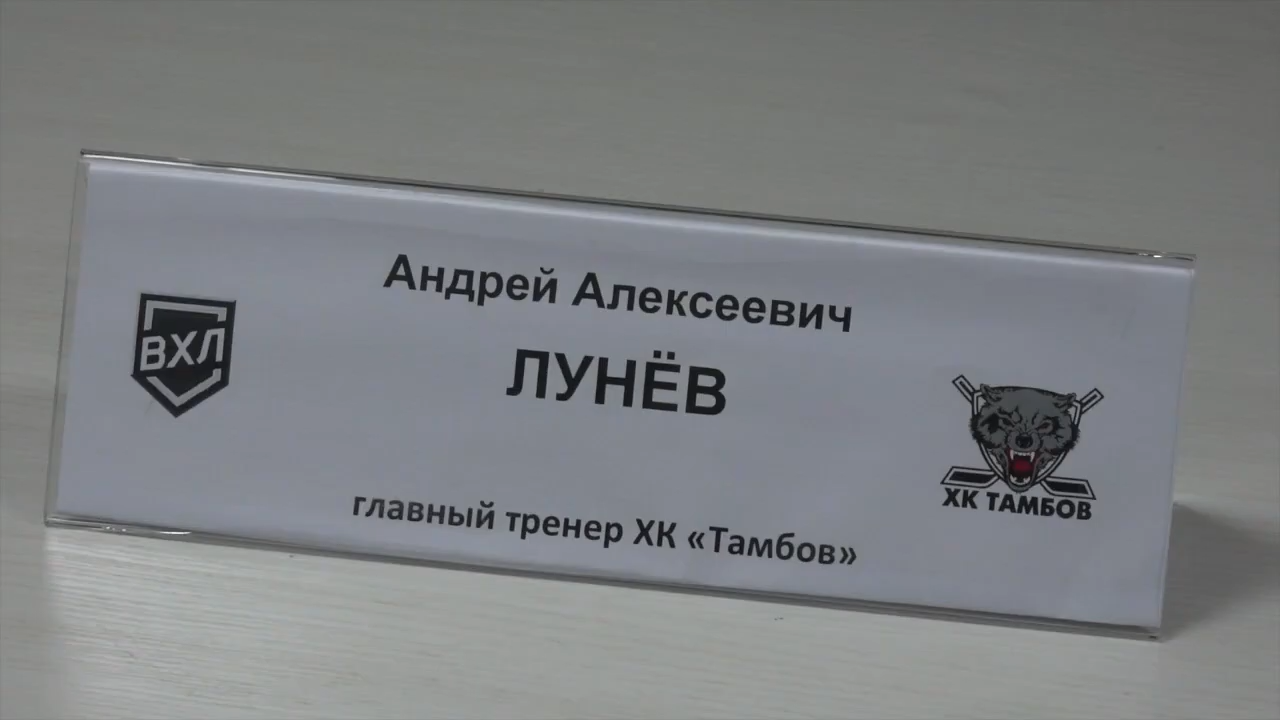 Андрей Алексеевич
ВХЛ
ЛУНЁВ
ХК ТАМБОВ
главный тренер ХК «Тамбов»